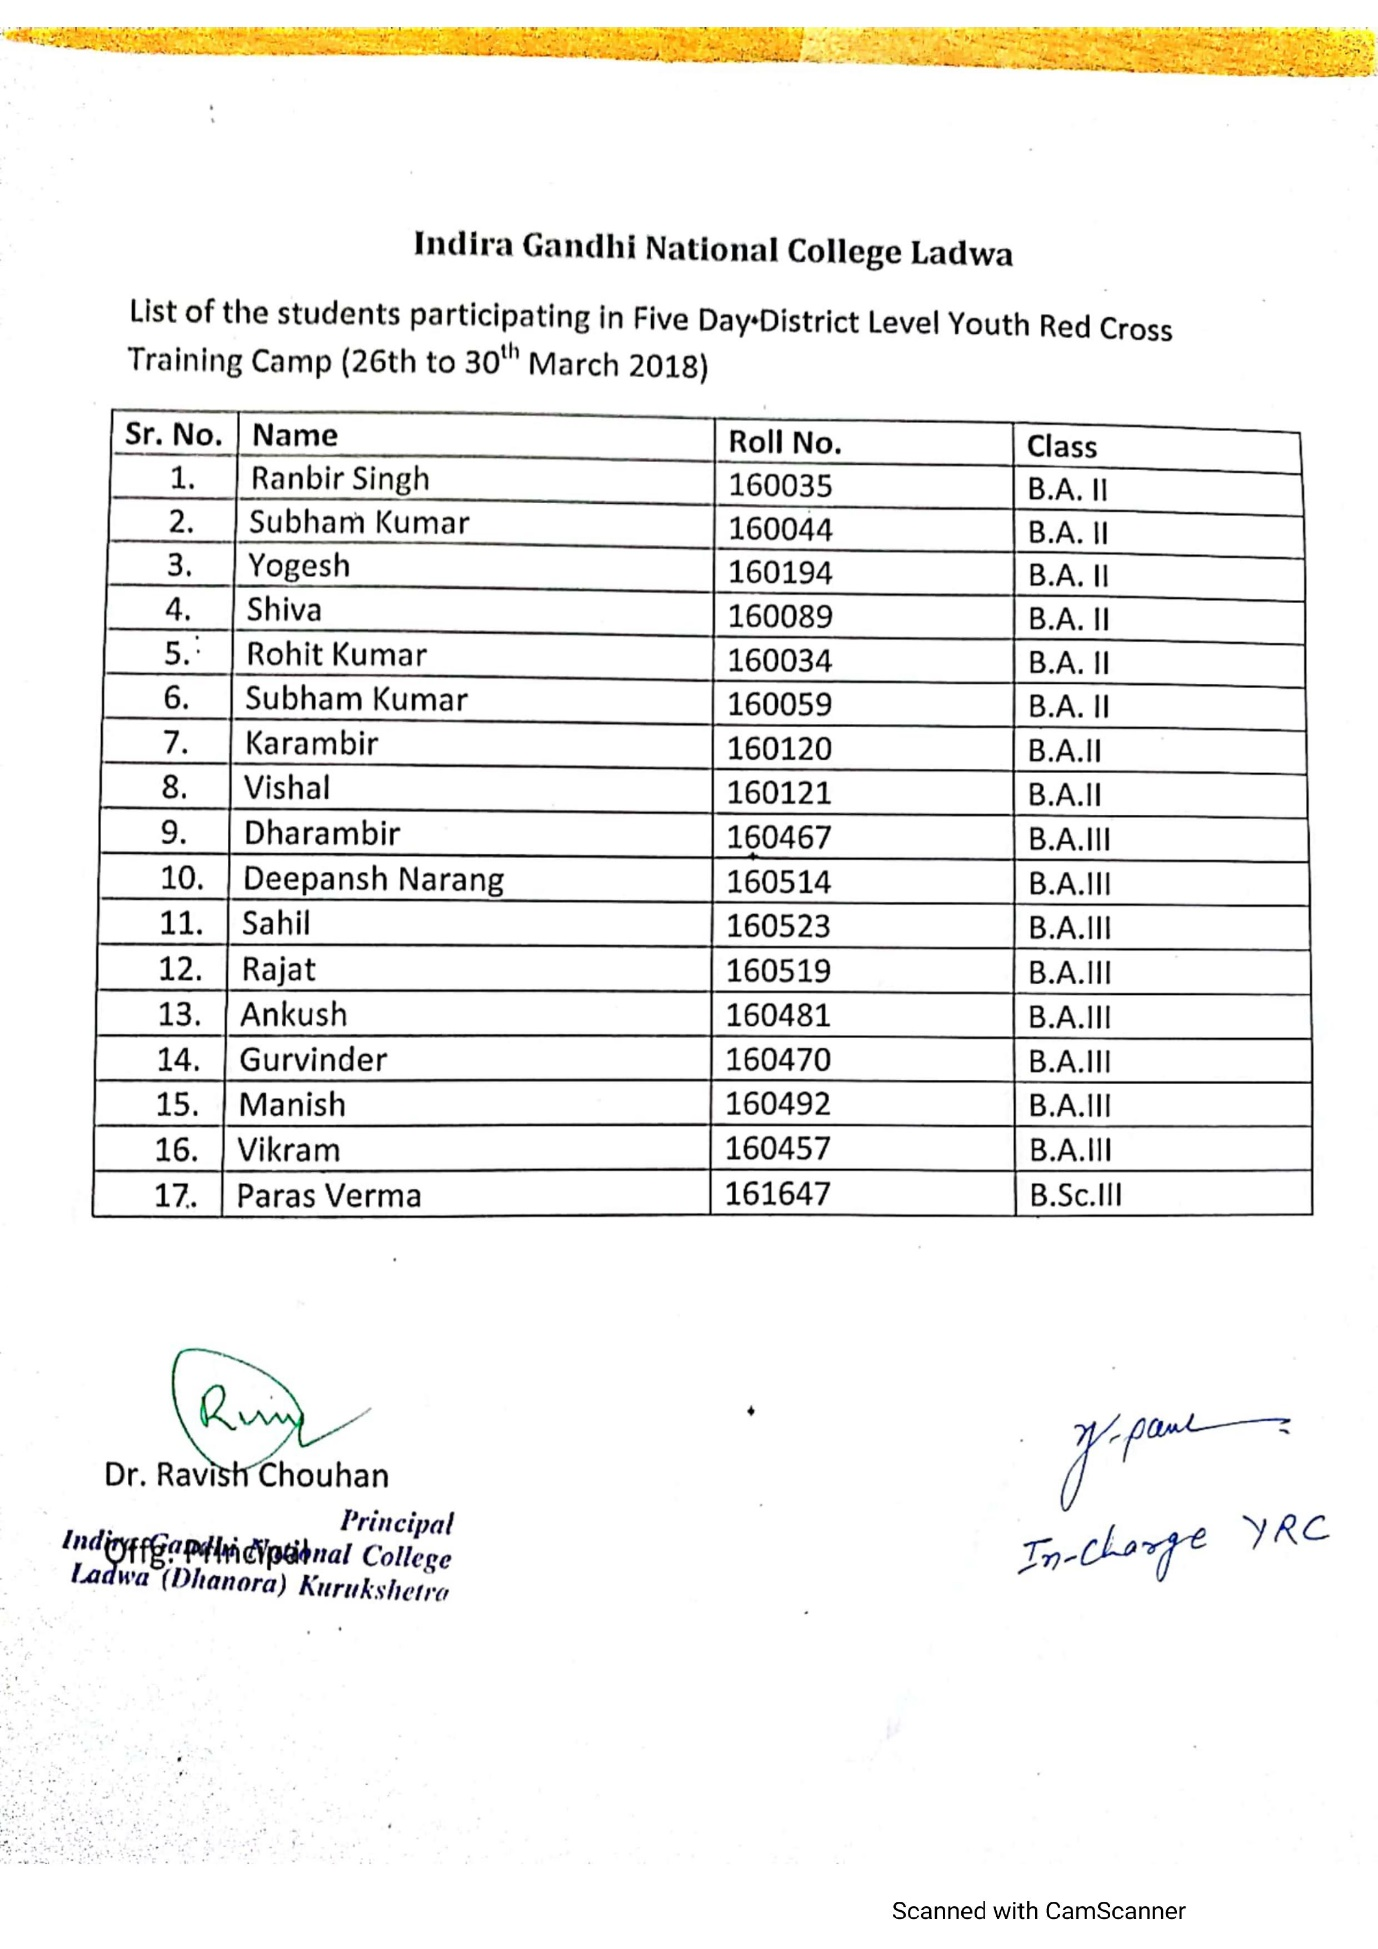 Indira Gandhi National College Ladwa
List of the students participating in Five Day District Level Youth Red Cross
Training Camp (26th to 30th March 2018)
Sr. No. Name Roll No. Class
1. Ranbir Singh 160035 B.A. II
2. Subham Kumar 160044 B.A. II
3. Yogesh 160194 B.A. II
4. Shiva 160089 B.A. II
5. Rohit Kumar 160034 B.A. II
6. Subham Kumar 160059 B.A. II
7. Karambir 160120 B.A.II
8. Vishal 160121 B.A.II
9. Dharambir 160467 B.A.III
10. Deepansh Narang 160514 B.A.III
11. Sahil 160523 B.A.III
12. Rajat 160519 B.A.III
13. Ankush 160481 B.A.III
14. Gurvinder 160470 B.A.III
15. Manish 160492 B.A.III
16. Vikram 160457 B.A.III
17. Paras Verma 161647 B.Sc.III
Dr. Ravish Chouhan
Offg. Principal
Principal
Indira Gandhi National College
Ladwa (Dhanora) Kurukshetra
In-charge YRC
Scanned with CamScanner